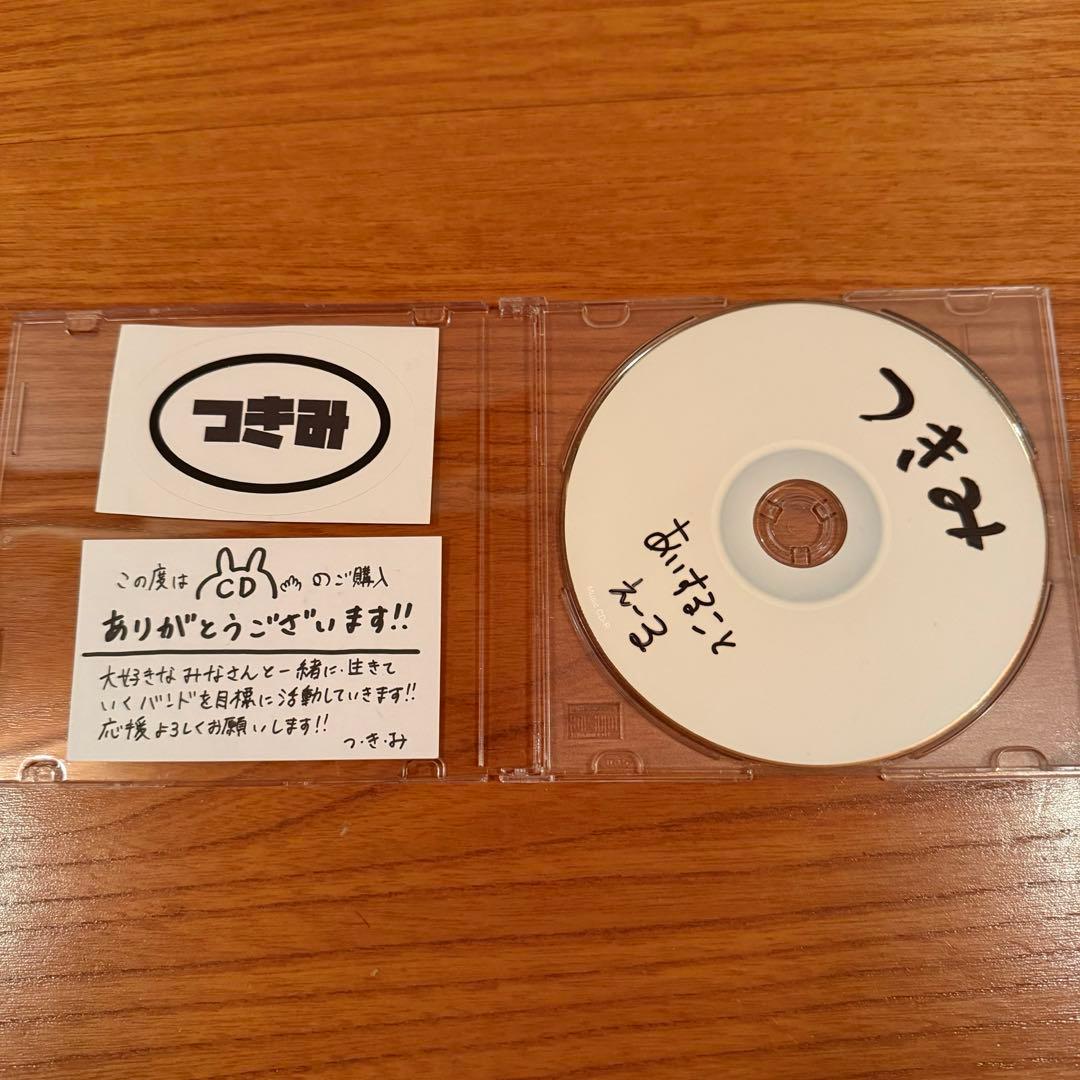 つきみ
この度は CD のご購入
ありがとうございます!!
大好きなみなさんと一緒に生きて
いくバンドを目標に活動していきます!!
応援よろしくお願いします!!
つ・き・み
つきみ
あいすること
えーる
Music CD-R